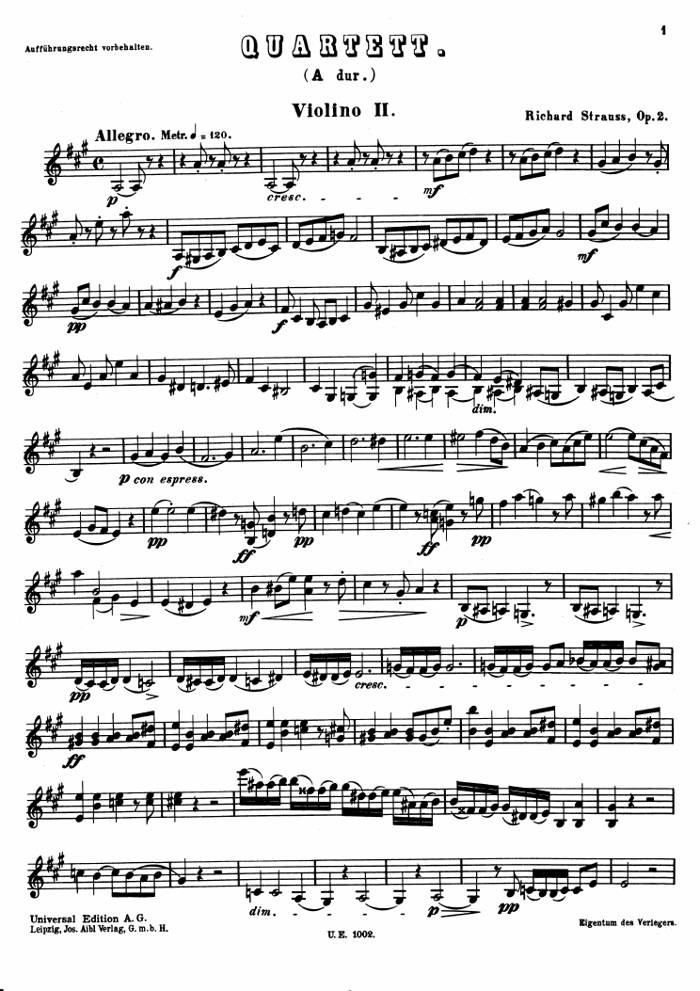 1
Aufführungsrecht vorbehalten.
QUARTETT.
(A dur.)
Violino II.
Richard Strauss, Op. 2.
Allegro. Metr. ♩ = 120.
p cresc. mf
f mf
pp f
dim.
p con espress.
pp ff pp ff pp
mf p
pp cresc.
ff
dim. p pp
Universal Edition A. G.
Leipzig, Jos. Aibl Verlag, G. m. b. H.
U. E. 1002.
Eigentum des Verlegers.